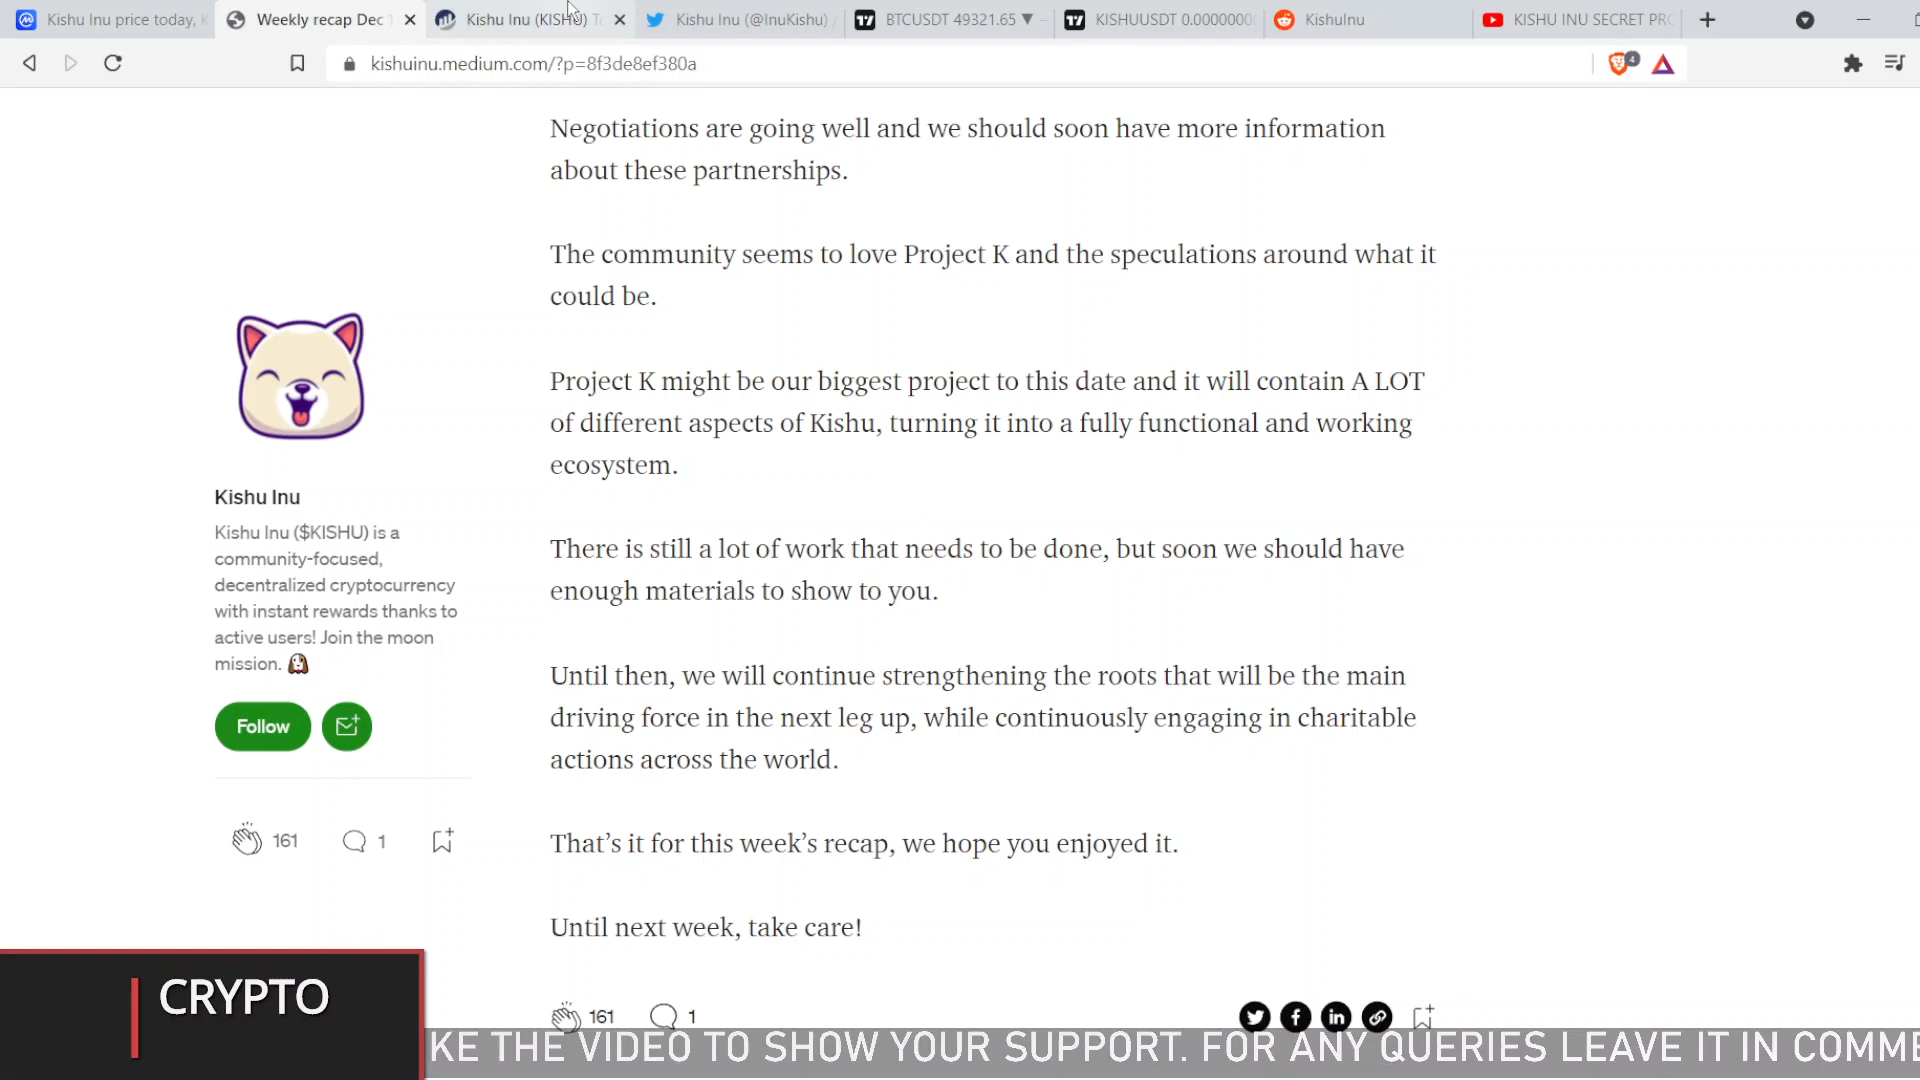 Kishu Inu price today, K
Weekly recap Dec 1
Kishu Inu (KISHU) To
Kishu Inu (@InuKishu) /
BTCUSDT 49321.65 ▼ −
KISHUUSDT 0.00000000
KishuInu
KISHU INU SECRET PRO
kishuinu.medium.com/?p=8f3de8ef380a
4
Negotiations are going well and we should soon have more information
about these partnerships.
The community seems to love Project K and the speculations around what it
could be.
Project K might be our biggest project to this date and it will contain A LOT
of different aspects of Kishu, turning it into a fully functional and working
ecosystem.
There is still a lot of work that needs to be done, but soon we should have
enough materials to show to you.
Until then, we will continue strengthening the roots that will be the main
driving force in the next leg up, while continuously engaging in charitable
actions across the world.
That’s it for this week’s recap, we hope you enjoyed it.
Until next week, take care!
161 1
Kishu Inu
Kishu Inu ($KISHU) is a
community-focused,
decentralized cryptocurrency
with instant rewards thanks to
active users! Join the moon
mission.
Follow
161 1
CRYPTO
KE THE VIDEO TO SHOW YOUR SUPPORT. FOR ANY QUERIES LEAVE IT IN COMME